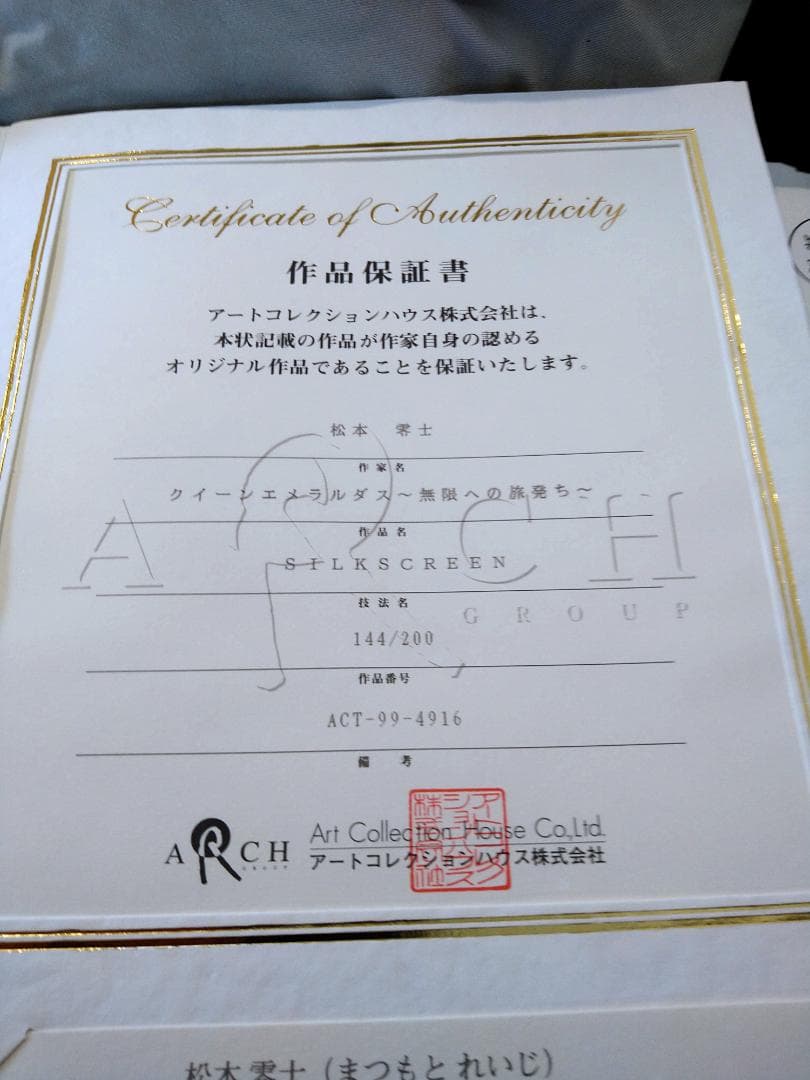 Certificate of Authenticity
作品保証書
アートコレクションハウス株式会社は、
本状記載の作品が作家自身の認める
オリジナル作品であることを保証いたします。
松本 零士
作家名
クイーンエメラルダス～無限への旅発ち～
作品名
SILKSCREEN
技法名
144/200
作品番号
ACT-99-4916
備 考
ARCH
GROUP
ARCH
GROUP
Art Collection House Co.,Ltd.
アートコレクションハウス株式会社
松本 零士 (まつもと れいじ)